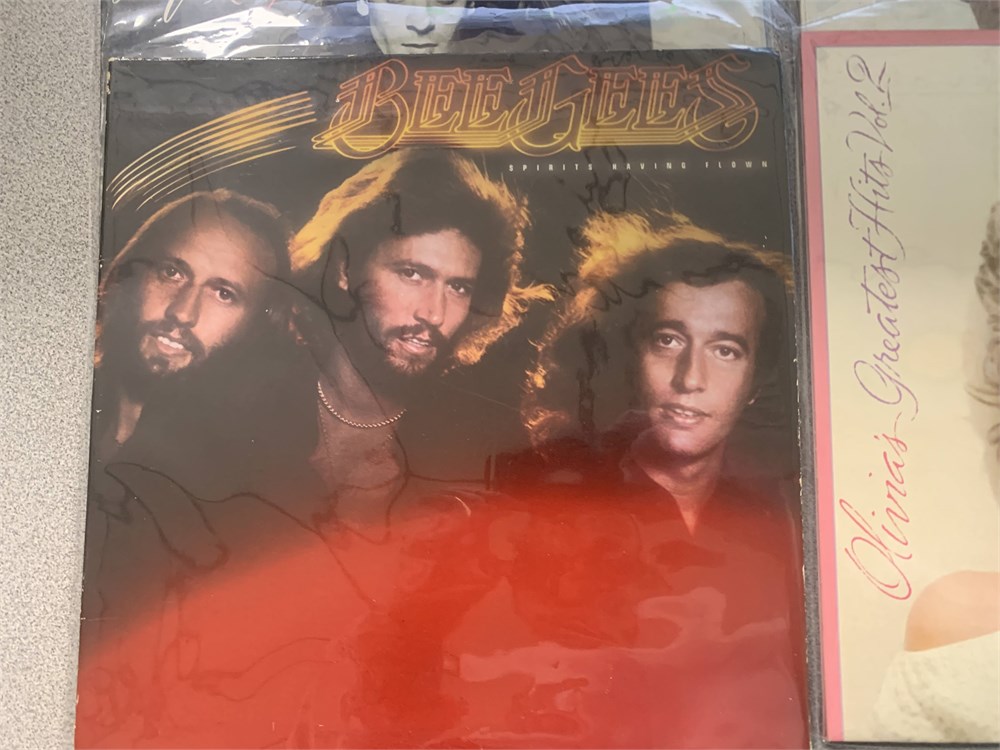 BEE GEES
SPIRITS HAVING FLOWN
Olivia's Greatest Hits Vol. 2